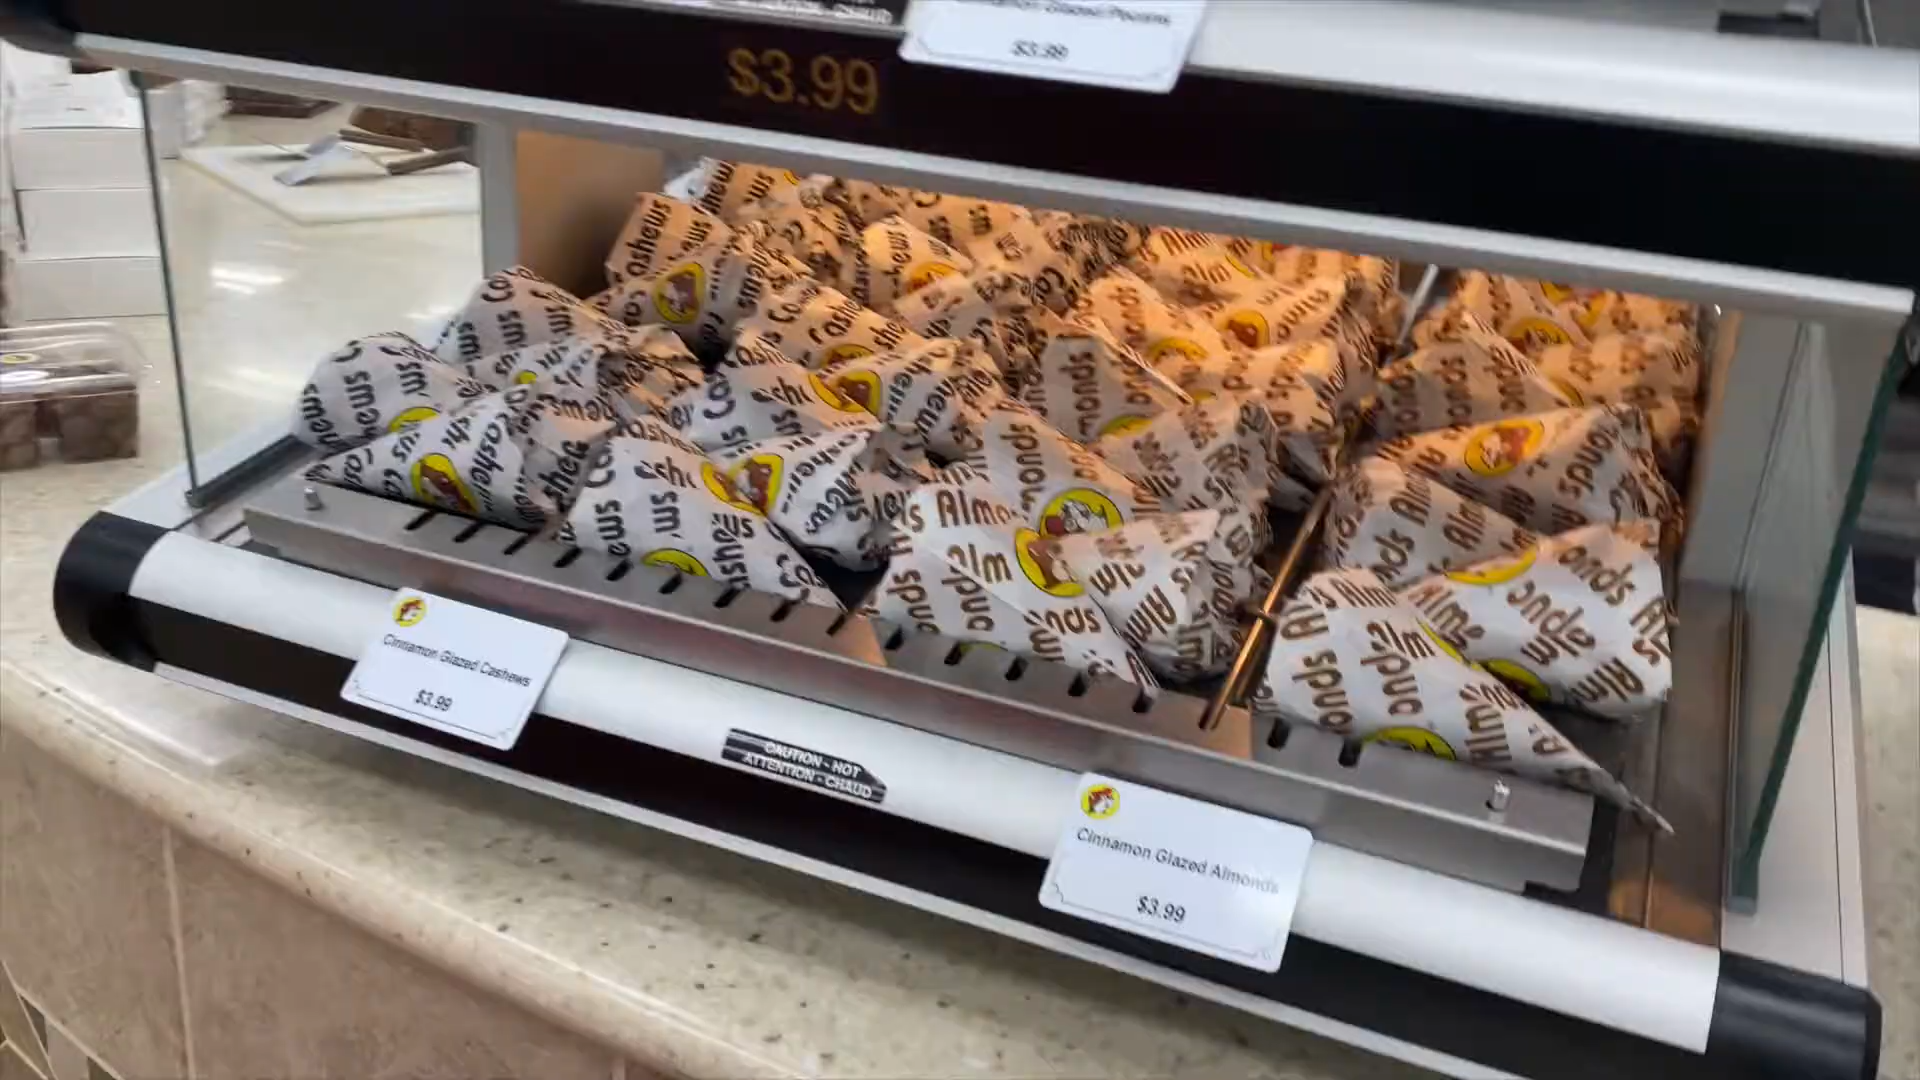 Glazed Pecans
$3.99
$3.99
Cashews
Almonds
Cinnamon Glazed Cashews
$3.99
CAUTION - HOT
ATTENTION - CHAUD
Cinnamon Glazed Almonds
$3.99